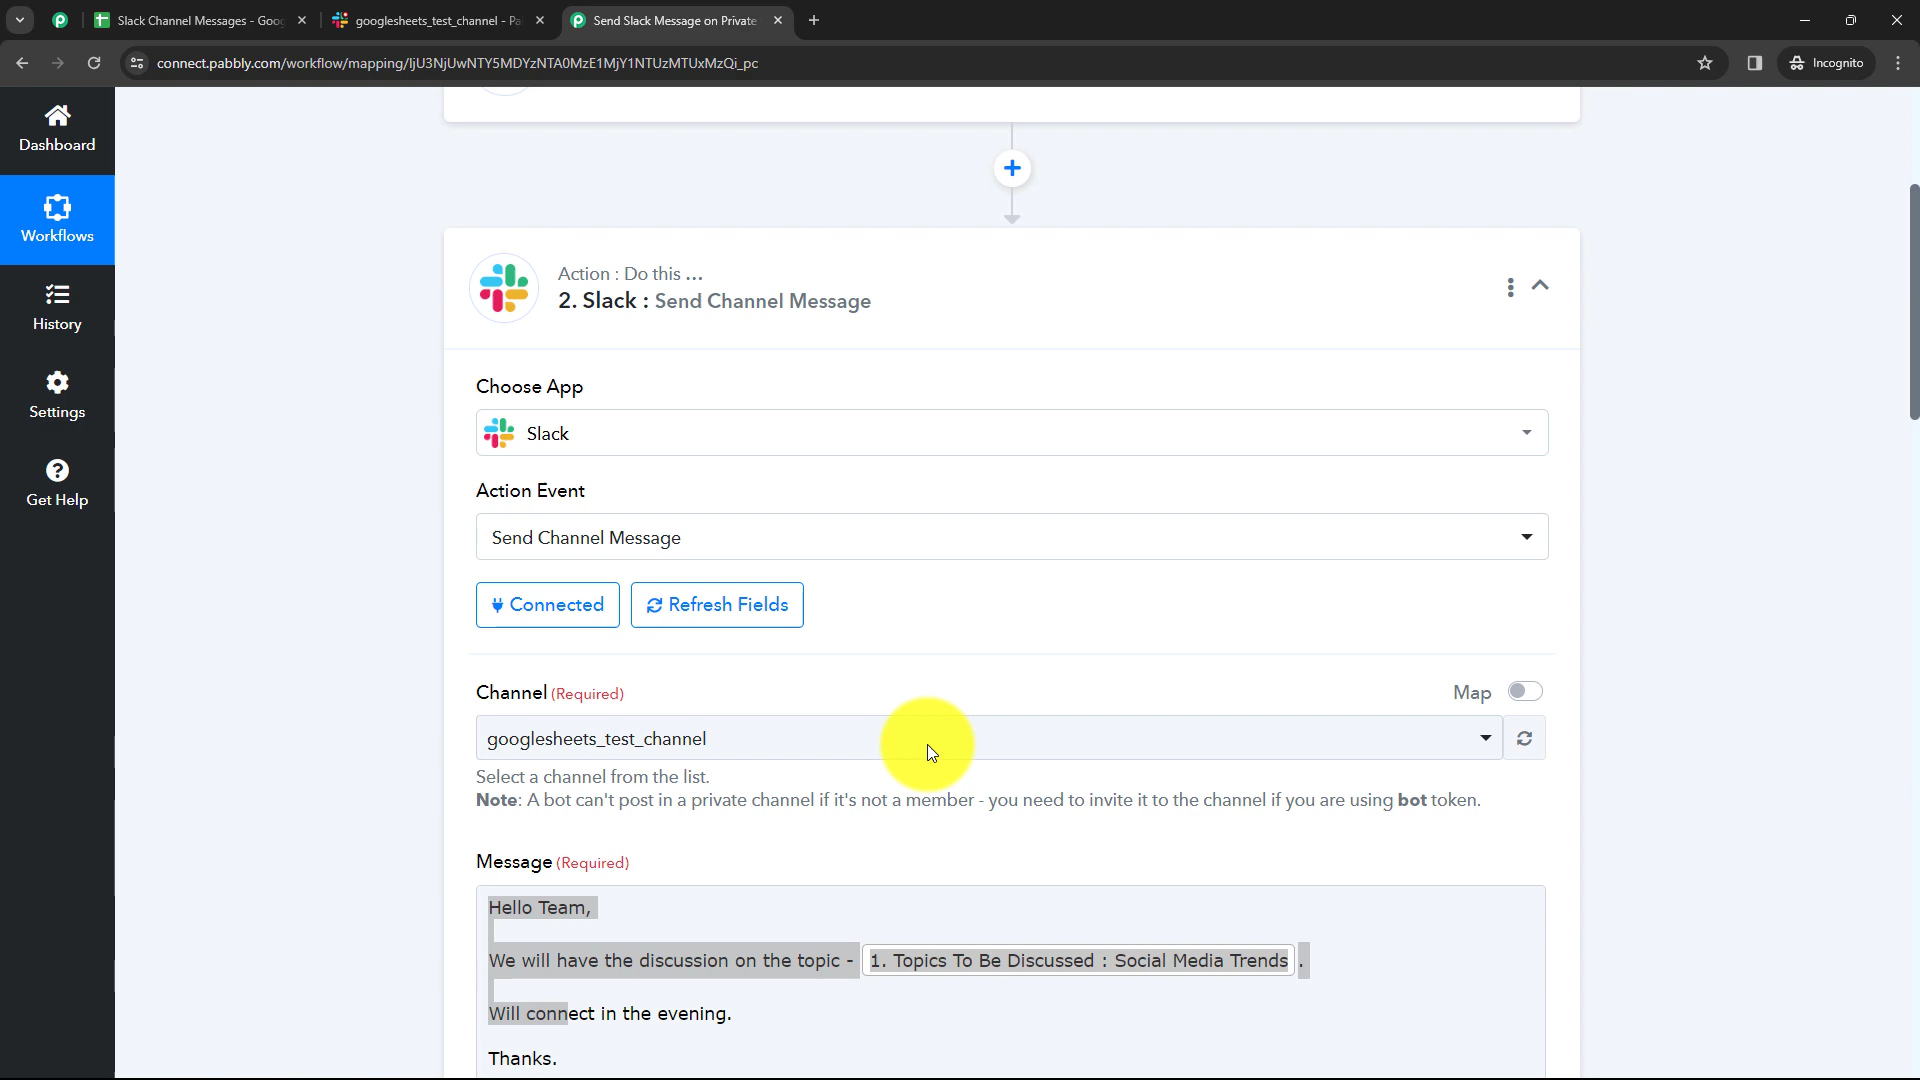 Slack Channel Messages - Goog
googlesheets_test_channel - Pa
Send Slack Message on Private
connect.pabbly.com/workflow/mapping/IjU3NjUwNTY5MDYzNTA0MzE1MjY1NTUzMTUxMzQi_pc
Incognito
Dashboard
Workflows
History
Settings
Get Help
Action : Do this ...
2. Slack : Send Channel Message
Choose App
Slack
Action Event
Send Channel Message
Connected
Refresh Fields
Channel (Required)
Map
googlesheets_test_channel
Select a channel from the list.
Note: A bot can't post in a private channel if it's not a member - you need to invite it to the channel if you are using bot token.
Message (Required)
Hello Team,
We will have the discussion on the topic - 1. Topics To Be Discussed : Social Media Trends .
Will connect in the evening.
Thanks.